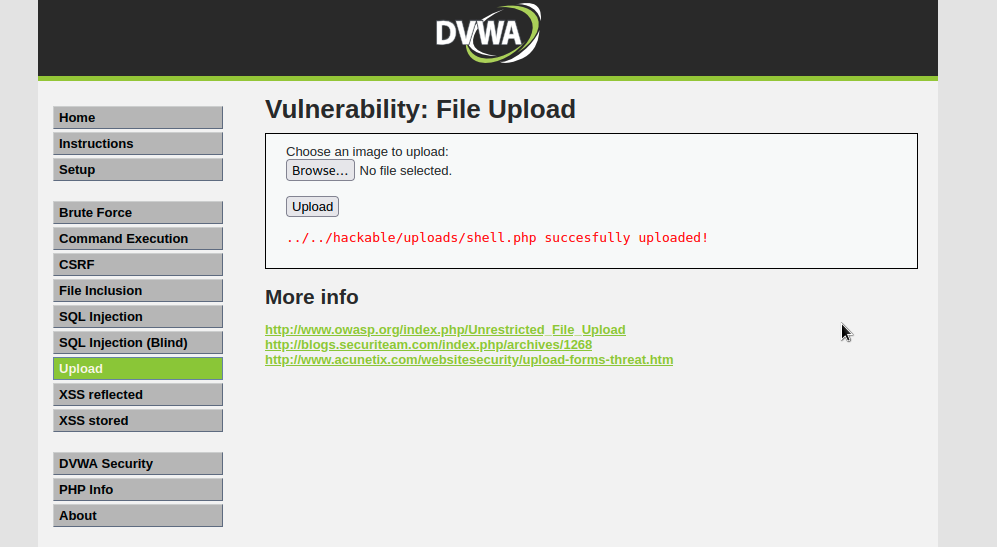 DVWA
Home
Instructions
Setup
Brute Force
Command Execution
CSRF
File Inclusion
SQL Injection
SQL Injection (Blind)
Upload
XSS reflected
XSS stored
DVWA Security
PHP Info
About
Vulnerability: File Upload
Choose an image to upload:
Browse... No file selected.
Upload
../../hackable/uploads/shell.php succesfully uploaded!
More info
http://www.owasp.org/index.php/Unrestricted_File_Upload
http://blogs.securiteam.com/index.php/archives/1268
http://www.acunetix.com/websitesecurity/upload-forms-threat.htm